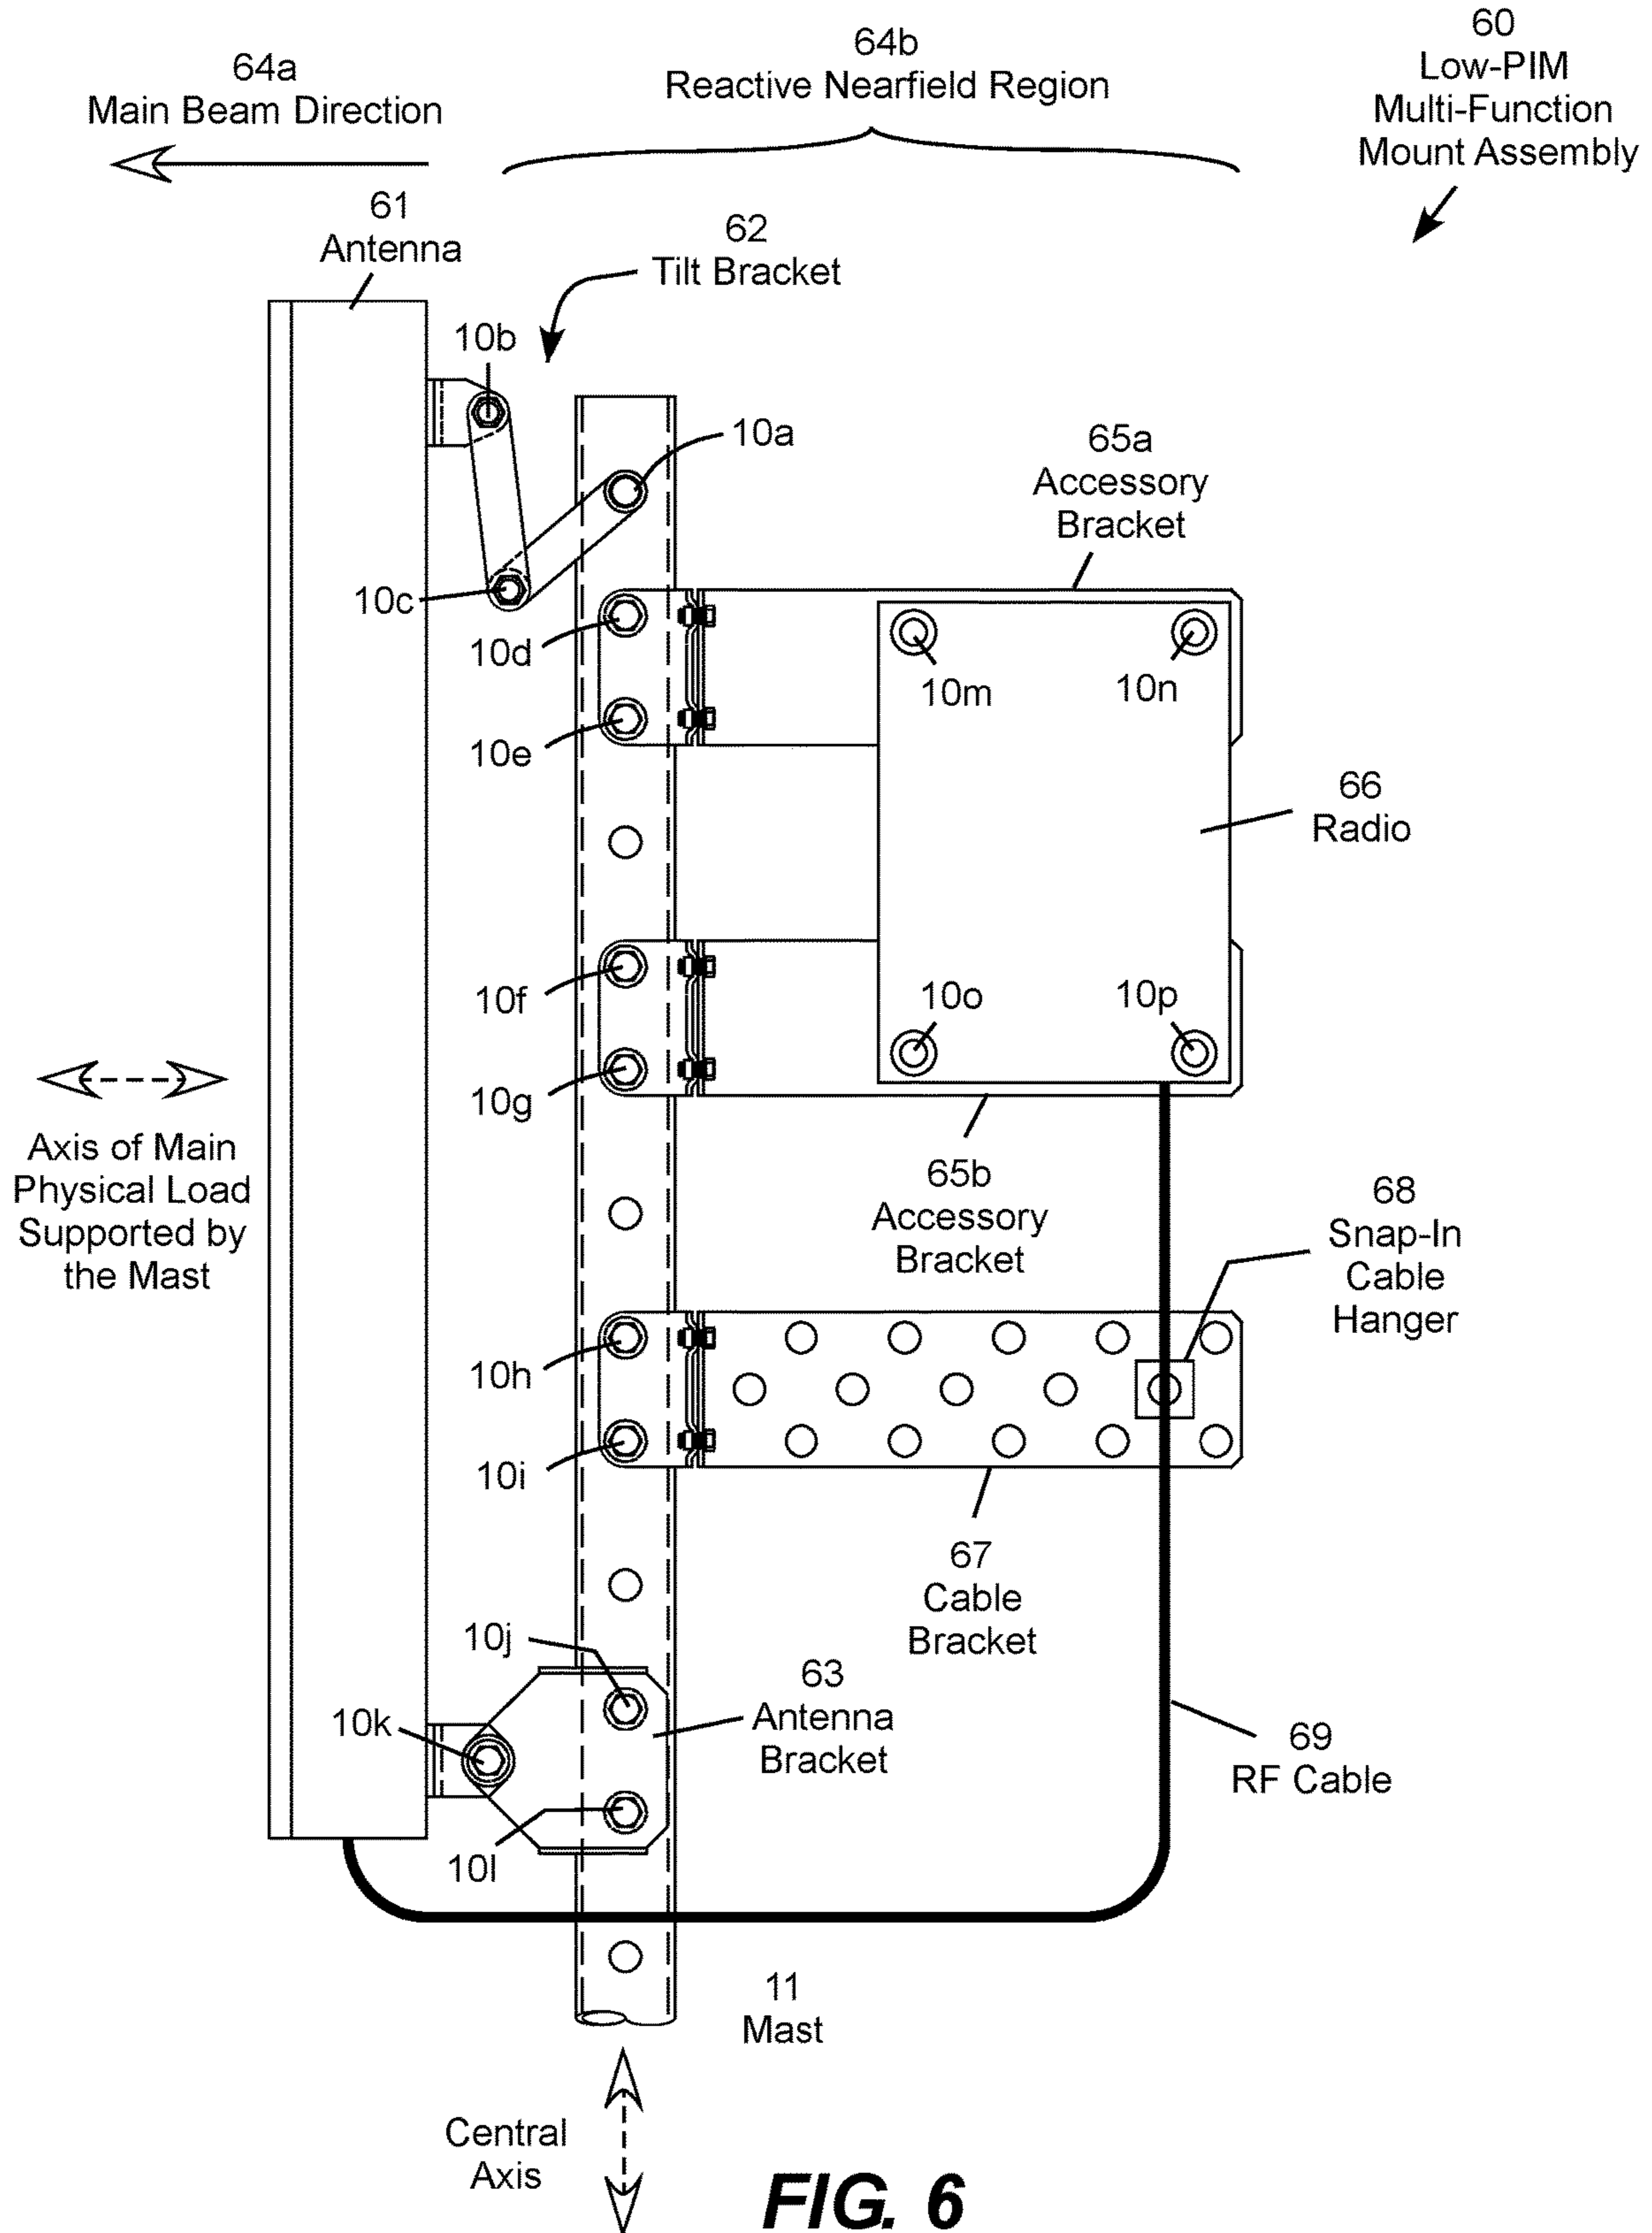 60
Low-PIM
Multi-Function
Mount Assembly
64b
Reactive Nearfield Region
64a
Main Beam Direction
61
Antenna
62
Tilt Bracket
10b
10a
65a
Accessory
Bracket
10c
10d
10m
10n
10e
66
Radio
10f
10o
10p
10g
Axis of Main
Physical Load
Supported by
the Mast
65b
Accessory
Bracket
68
Snap-In
Cable
Hanger
10h
10i
67
Cable
Bracket
10j
63
Antenna
Bracket
10k
69
RF Cable
10l
11
Mast
Central
Axis
FIG. 6